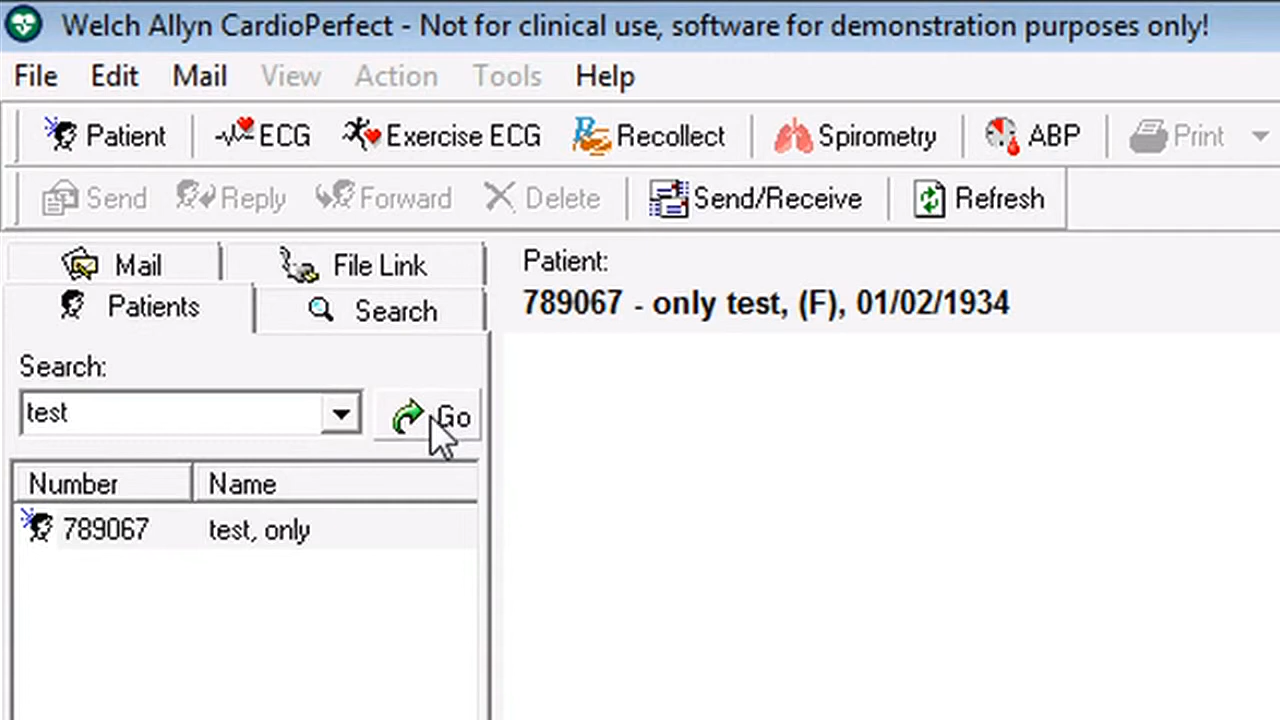 Welch Allyn CardioPerfect - Not for clinical use, software for demonstration purposes only!
File Edit Mail View Action Tools Help
Patient ECG Exercise ECG Recollect Spirometry ABP Print
Send Reply Forward Delete Send/Receive Refresh
Mail File Link
Patients Search
Patient:
789067 - only test, (F), 01/02/1934
Search:
test Go
Number Name
789067 test, only